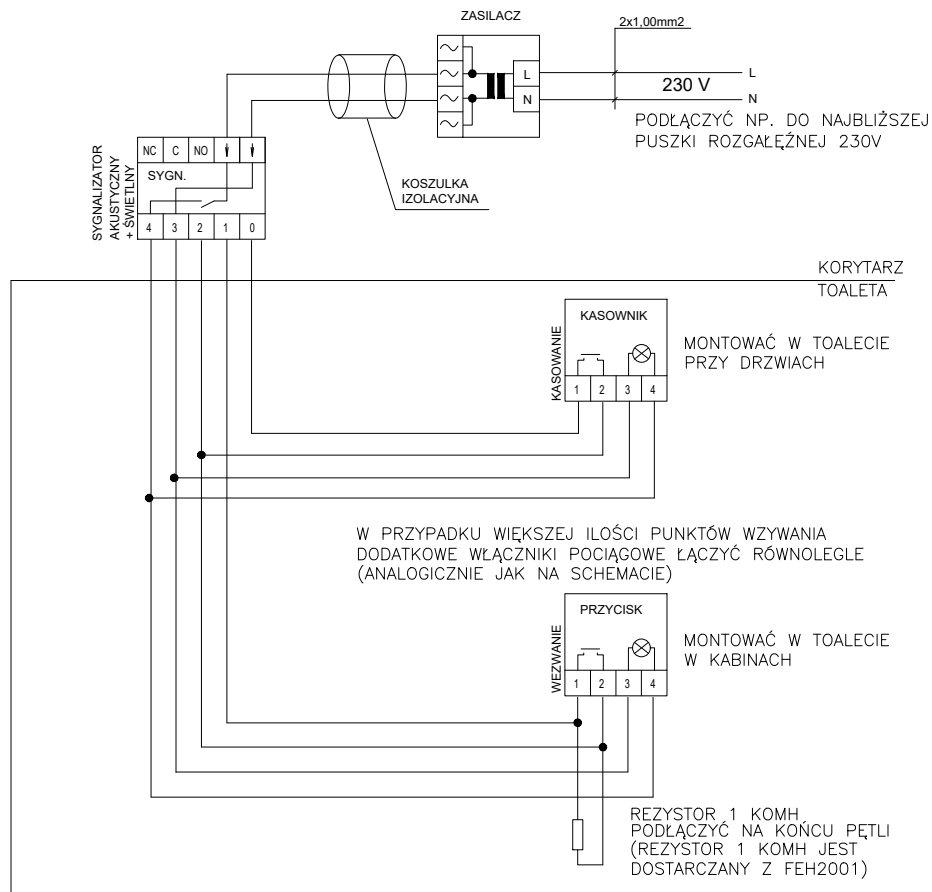 ZASILACZ
2x1,00mm2
L
N
230 V
L
N
PODŁĄCZYĆ NP. DO NAJBLIŻSZEJ
PUSZKI ROZGAŁĘŹNEJ 230V
KOSZULKA
IZOLACYJNA
SYGNALIZATOR
AKUSTYCZNY
+ ŚWIETLNY
NC C NO
SYGN.
4 3 2 1 0
KORYTARZ
TOALETA
KASOWANIE
KASOWNIK
1 2 3 4
MONTOWAĆ W TOALECIE
PRZY DRZWIACH
W PRZYPADKU WIĘKSZEJ ILOŚCI PUNKTÓW WZYWANIA
DODATKOWE WŁĄCZNIKI POCIĄGOWE ŁĄCZYĆ RÓWNOLEGLE
(ANALOGICZNIE JAK NA SCHEMACIE)
WEZWANIE
PRZYCISK
1 2 3 4
MONTOWAĆ W TOALECIE
W KABINACH
REZYSTOR 1 KOMH
PODŁĄCZYĆ NA KOŃCU PĘTLI
(REZYSTOR 1 KOMH JEST
DOSTARCZANY Z FEH2001)